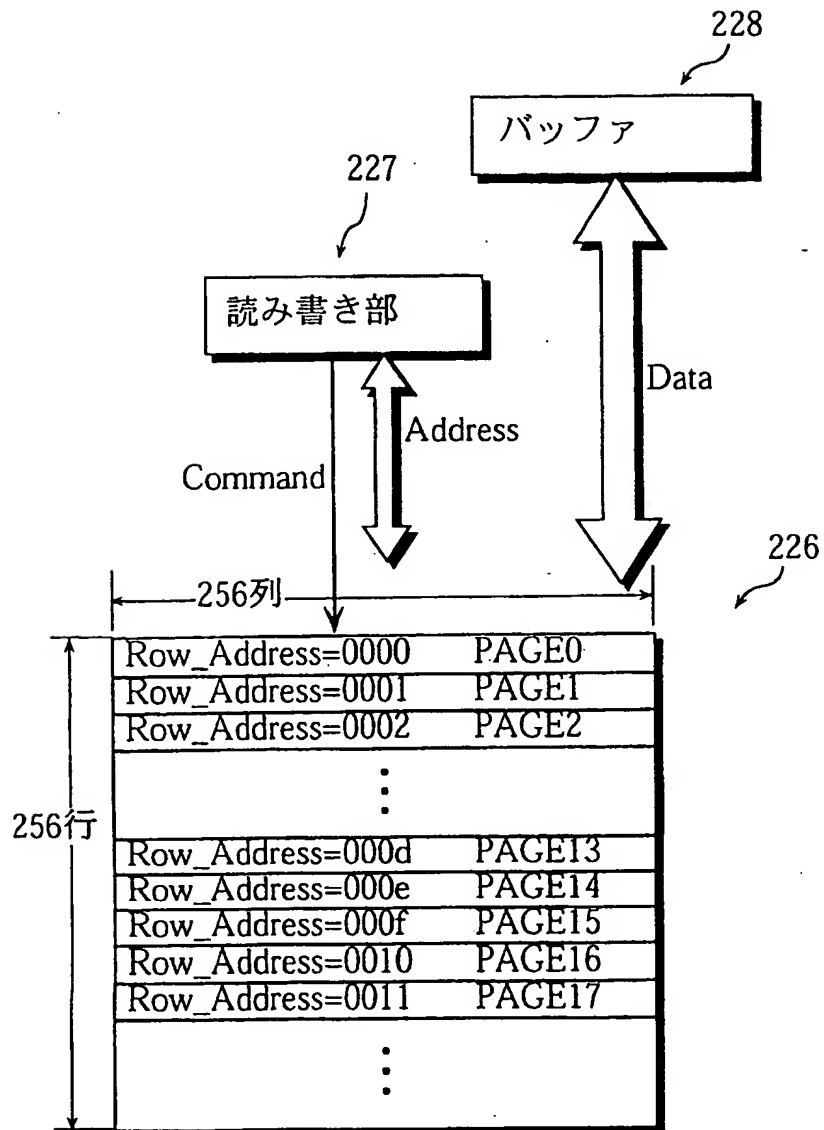 228
バッファ
227
読み書き部
Data
Address
Command
226
256列
Row_Address=0000 PAGE0
Row_Address=0001 PAGE1
Row_Address=0002 PAGE2
256行
Row_Address=000d PAGE13
Row_Address=000e PAGE14
Row_Address=000f PAGE15
Row_Address=0010 PAGE16
Row_Address=0011 PAGE17